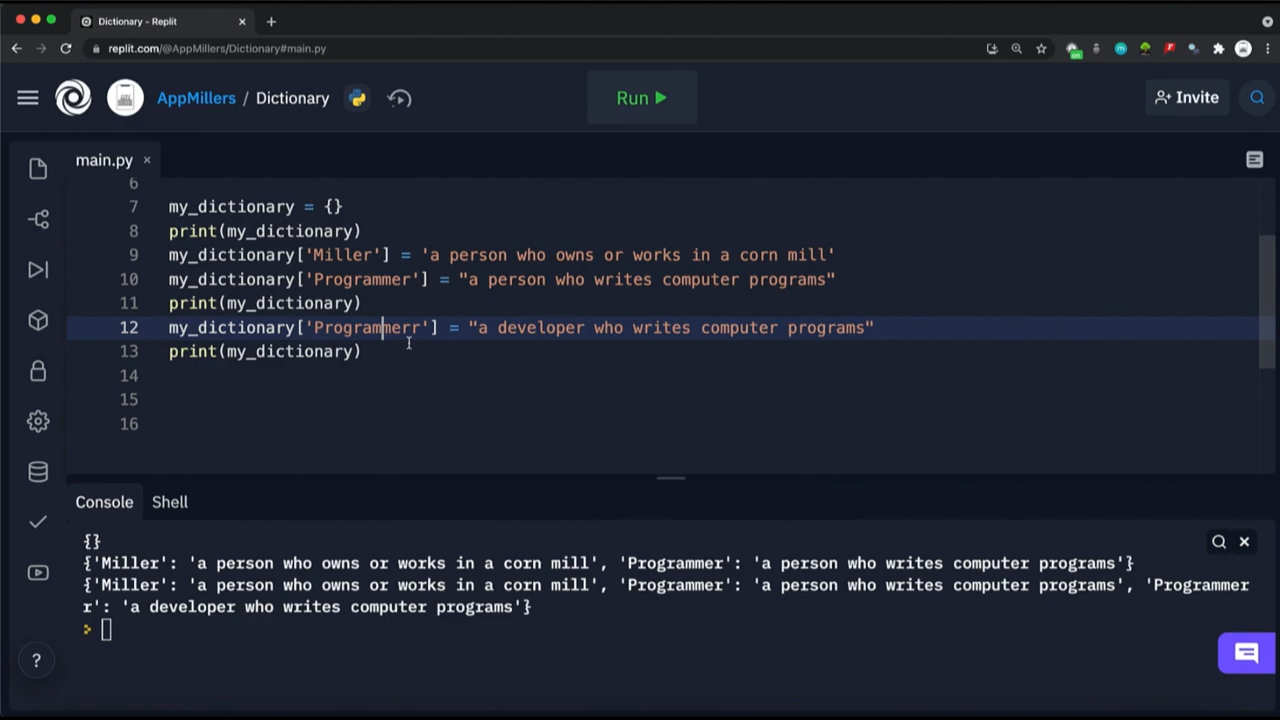 Dictionary - Replit
replit.com/@AppMillers/Dictionary#main.py
AppMillers / Dictionary
Run
Invite
main.py
6
7 my_dictionary = {}
8 print(my_dictionary)
9 my_dictionary['Miller'] = 'a person who owns or works in a corn mill'
10 my_dictionary['Programmer'] = "a person who writes computer programs"
11 print(my_dictionary)
12 my_dictionary['Programmerr'] = "a developer who writes computer programs"
13 print(my_dictionary)
14
15
16
Console Shell
{}
{'Miller': 'a person who owns or works in a corn mill', 'Programmer': 'a person who writes computer programs'}
{'Miller': 'a person who owns or works in a corn mill', 'Programmer': 'a person who writes computer programs', 'Programme
r': 'a developer who writes computer programs'}
>
?